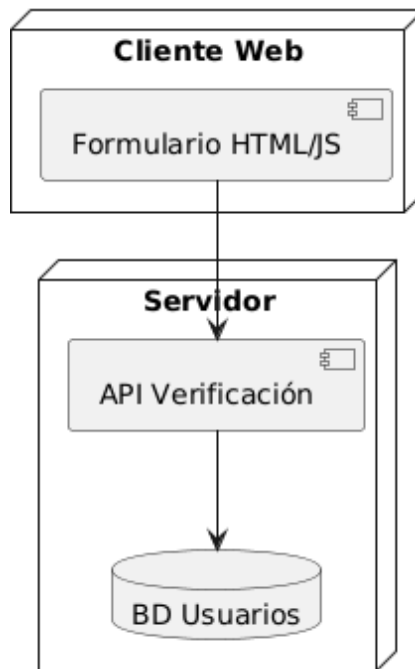 Cliente Web
Formulario HTML/JS
Servidor
API Verificación
BD Usuarios